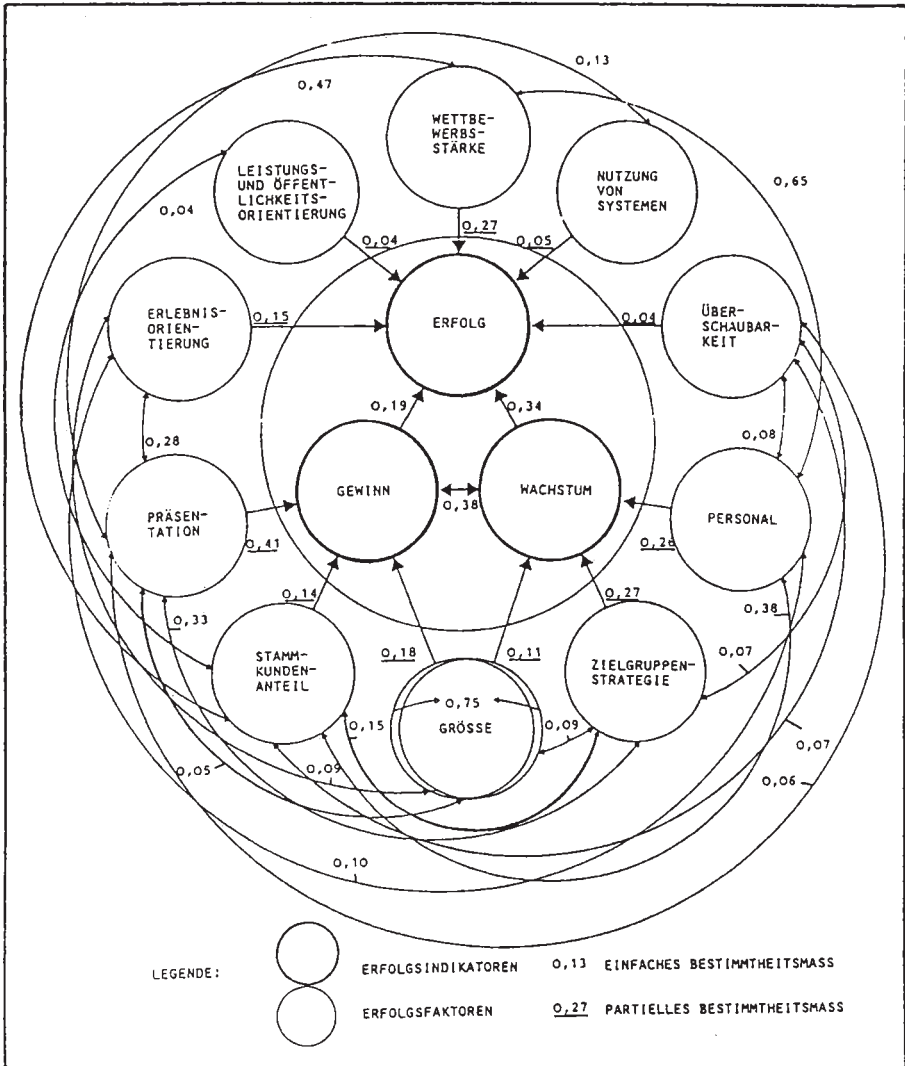 0,13
0,47
WETTBE-
WERBS-
STÄRKE
LEISTUNGS-
UND ÖFFENT-
LICHKEITS-
ORIENTIERUNG
NUTZUNG
VON
SYSTEMEN
0,65
0,04
0,27
0,04
0,05
ERLEBNIS-
ORIEN-
TIERUNG
0,15
ERFOLG
0,04
ÜBER-
SCHAUBAR-
KEIT
0,19
0,34
0,28
0,08
GEWINN
0,38
WACHSTUM
PRÄSEN-
TATION
0,41
0,26
PERSONAL
0,33
0,14
0,27
0,38
STAMM-
KUNDEN-
ANTEIL
0,18
0,11
ZIELGRUPPEN-
STRATEGIE
0,07
0,75
GRÖSSE
0,15
0,09
0,07
0,05
0,09
0,06
0,10
LEGENDE:
ERFOLGSINDIKATOREN
0,13 EINFACHES BESTIMMTHEITSMASS
ERFOLGSFAKTOREN
0,27 PARTIELLES BESTIMMTHEITSMASS